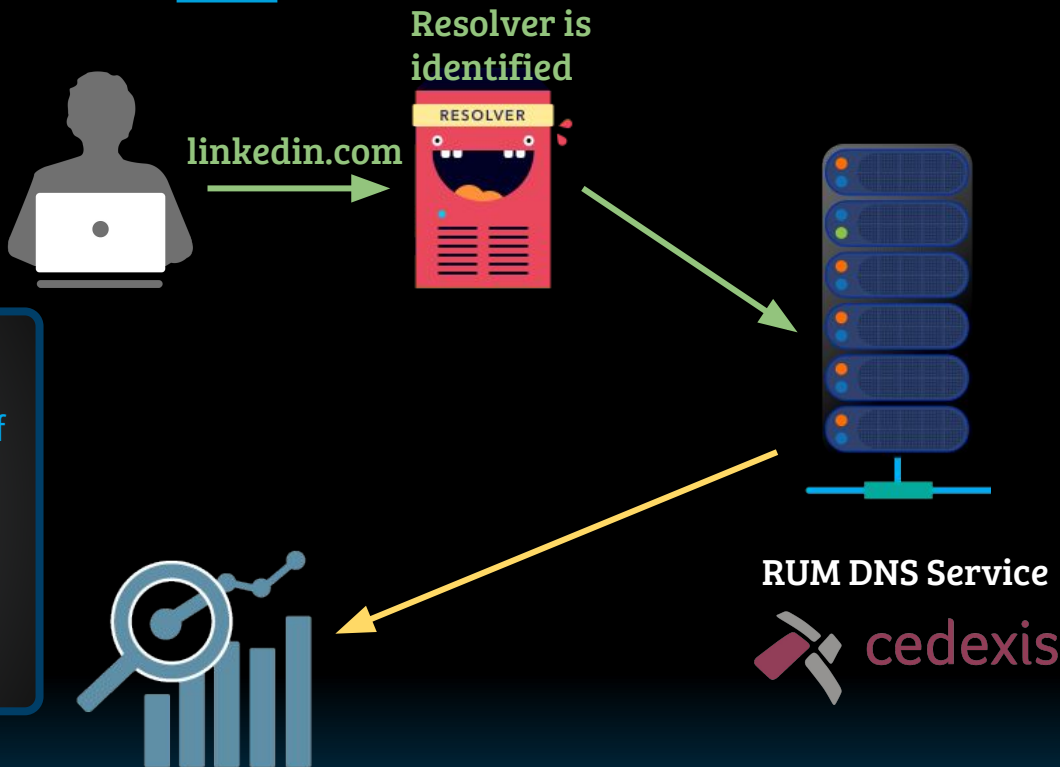 Resolver is
identified
RESOLVER
linkedin.com
f
RUM DNS Service
cedexis